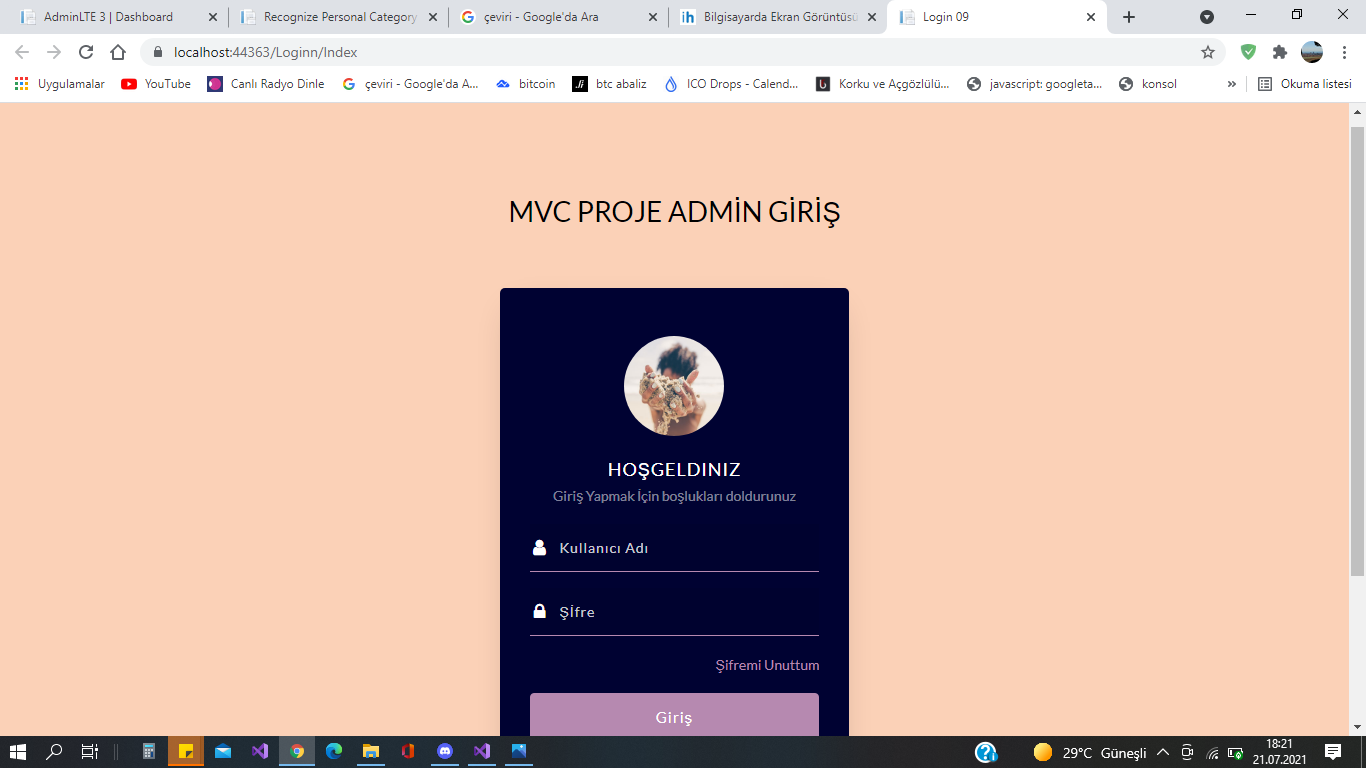 AdminLTE 3 | Dashboard
Recognize Personal Category
çeviri - Google'da Ara
Bilgisayarda Ekran Görüntüsü
Login 09
localhost:44363/Loginn/Index
Uygulamalar
YouTube
Canlı Radyo Dinle
çeviri - Google'da A...
bitcoin
btc abaliz
ICO Drops - Calend...
Korku ve Açgözlülü...
javascript: googleta...
konsol
»
Okuma listesi
MVC PROJE ADMİN GİRİŞ
HOŞGELDINIZ
Giriş Yapmak İçin boşlukları doldurunuz
Kullanıcı Adı
Şİfre
Şifremi Unuttum
Giriş
29°C Güneşli
18:21
21.07.2021